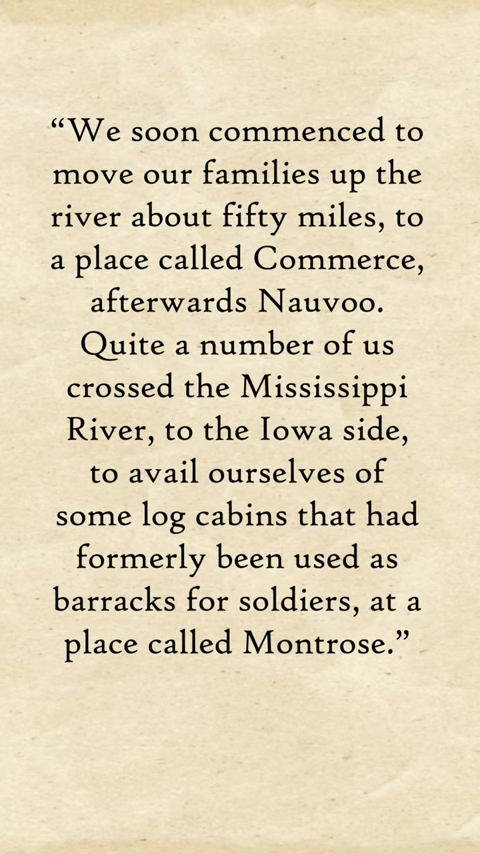 “We soon commenced to
move our families up the
river about fifty miles, to
a place called Commerce,
afterwards Nauvoo.
Quite a number of us
crossed the Mississippi
River, to the Iowa side,
to avail ourselves of
some log cabins that had
formerly been used as
barracks for soldiers, at a
place called Montrose.”